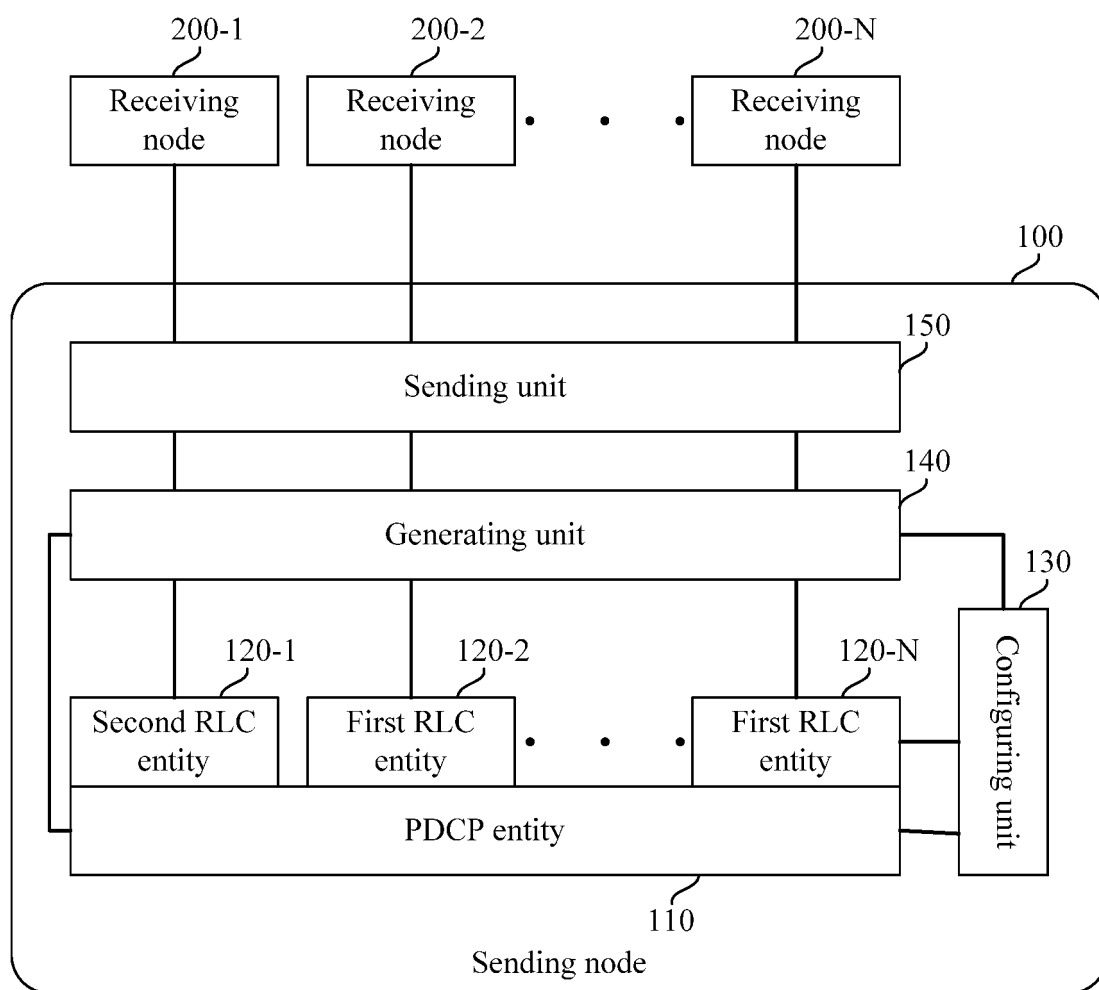 200-1
200-2
200-N
Receiving
node
Receiving
node
Receiving
node
100
150
Sending unit
140
Generating unit
130
Configuring unit
120-1
120-2
120-N
Second RLC
entity
First RLC
entity
First RLC
entity
PDCP entity
110
Sending node